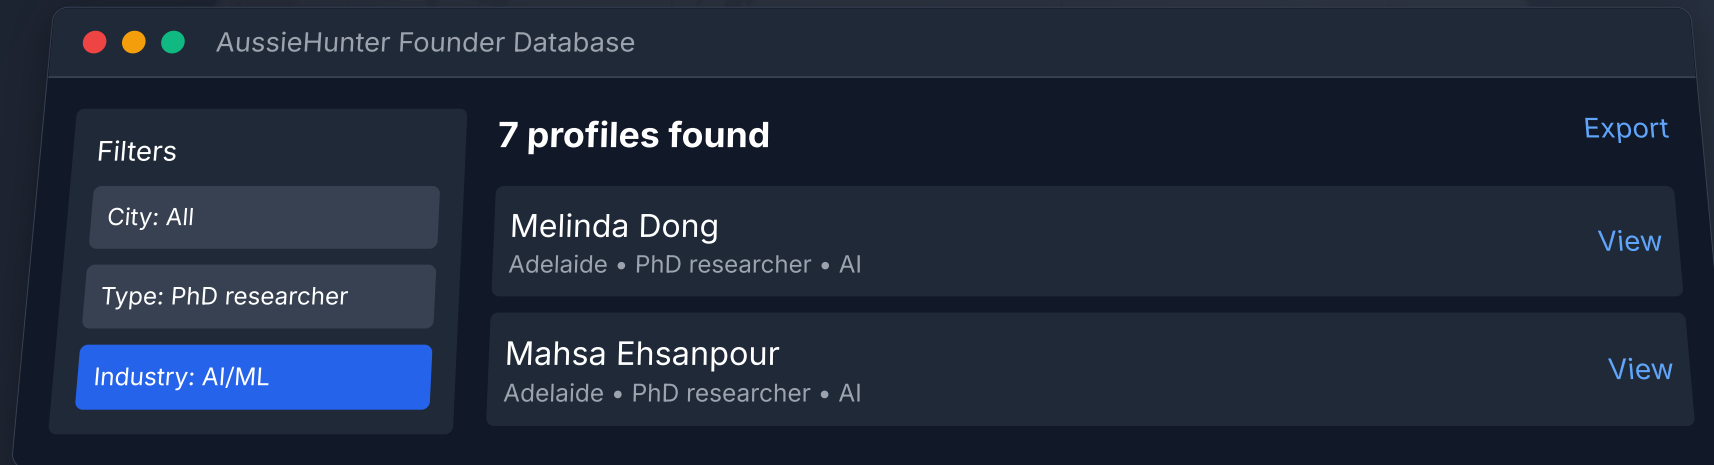 AussieHunter Founder Database
Filters
City: All
Type: PhD researcher
Industry: AI/ML
7 profiles found
Export
Melinda Dong
Adelaide • PhD researcher • AI
View
Mahsa Ehsanpour
Adelaide • PhD researcher • AI
View